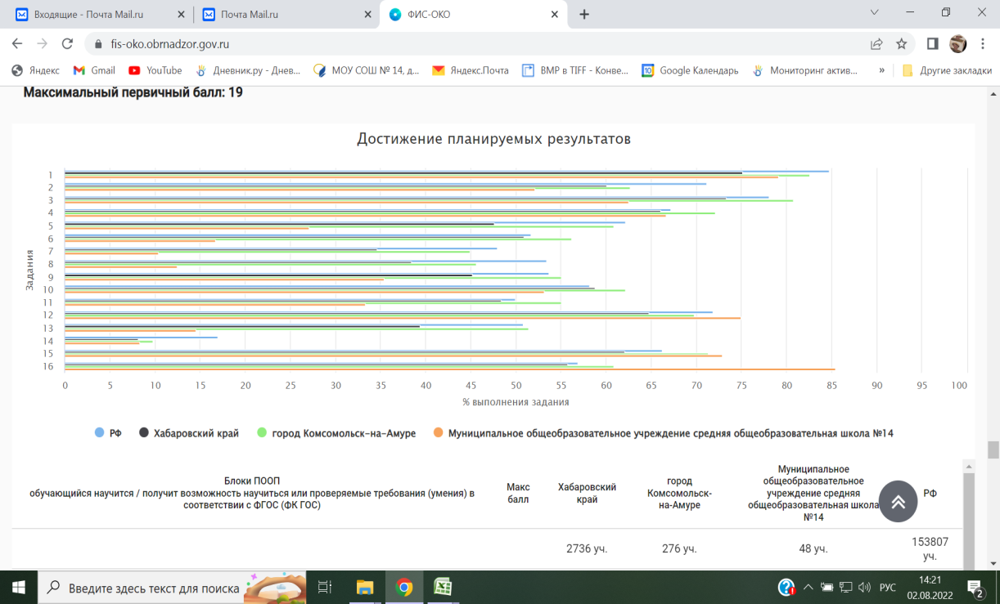 Входящие - Почта Mail.ru
Почта Mail.ru
ФИС-ОКО
fis-oko.obrnadzor.gov.ru
Яндекс
Gmail
YouTube
Дневник.ру - Днев...
МОУ СОШ № 14, д...
Яндекс.Почта
BMP в TIFF - Конве...
10
Google Календарь
Мониторинг актив...
»
Другие закладки
Максимальный первичный балл: 19
Достижение планируемых результатов
Задания
1
2
3
4
5
6
7
8
9
10
11
12
13
14
15
16
0 5 10 15 20 25 30 35 40 45 50 55 60 65 70 75 80 85 90 95 100
% выполнения задания
РФ
Хабаровский край
город Комсомольск-на-Амуре
Муниципальное общеобразовательное учреждение средняя общеобразовательная школа №14
Блоки ПООП
обучающийся научится / получит возможность научиться или проверяемые требования (умения) в
соответствии с ФГОС (ФК ГОС)
Макс
балл
Хабаровский
край
город
Комсомольск-
на-Амуре
Муниципальное
общеобразовательное
учреждение средняя
общеобразовательная школа
№14
РФ
2736 уч.
276 уч.
48 уч.
153807
уч.
Введите здесь текст для поиска
РУС
14:21
02.08.2022
2